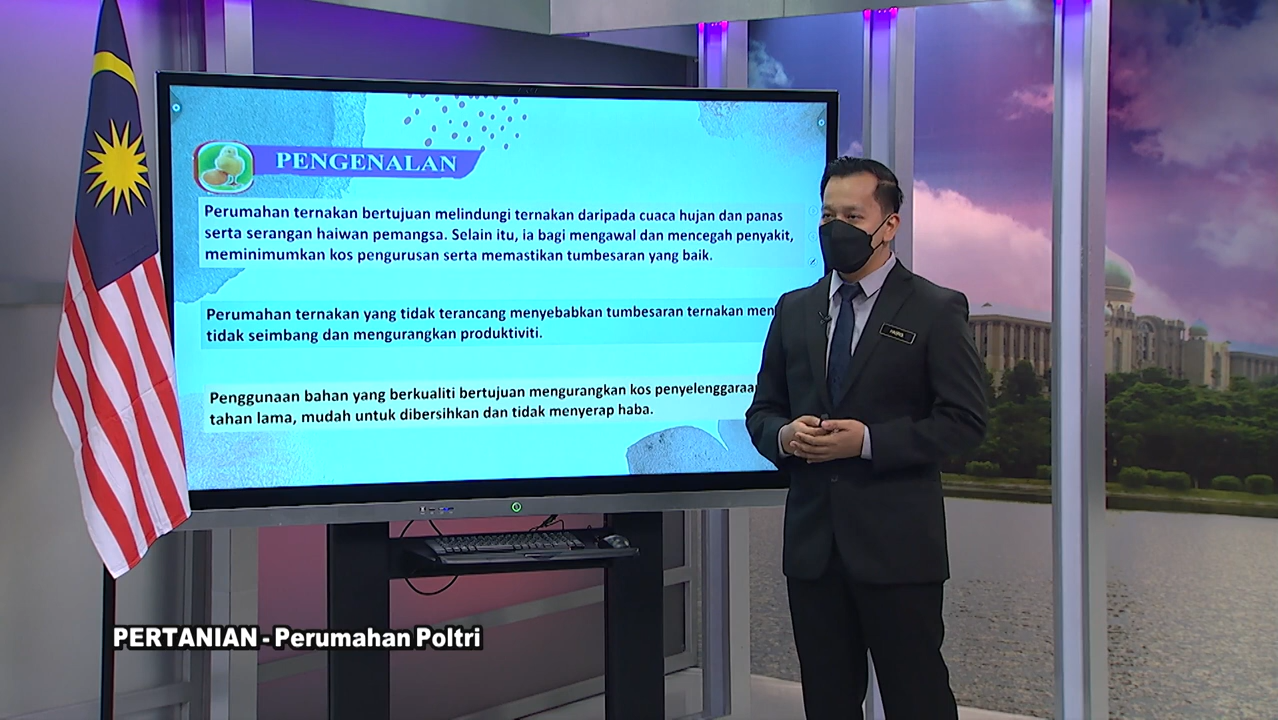 PENGENALAN
Perumahan ternakan bertujuan melindungi ternakan daripada cuaca hujan dan panas
serta serangan haiwan pemangsa. Selain itu, ia bagi mengawal dan mencegah penyakit,
meminimumkan kos pengurusan serta memastikan tumbesaran yang baik.
Perumahan ternakan yang tidak terancang menyebabkan tumbesaran ternakan men
tidak seimbang dan mengurangkan produktiviti.
Penggunaan bahan yang berkualiti bertujuan mengurangkan kos penyelenggaraan
tahan lama, mudah untuk dibersihkan dan tidak menyerap haba.
PERTANIAN - Perumahan Poltri